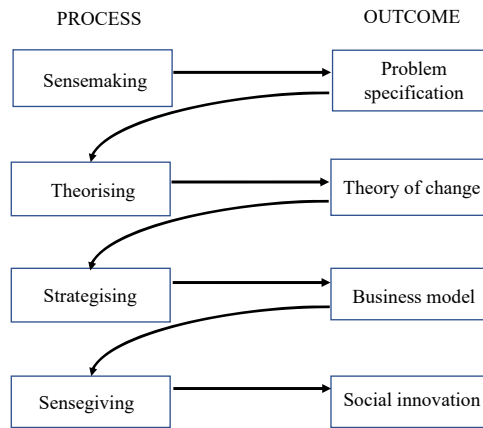 PROCESS
OUTCOME
Sensemaking
Problem
specification
Theorising
Theory of change
Strategising
Business model
Sensegiving
Social innovation